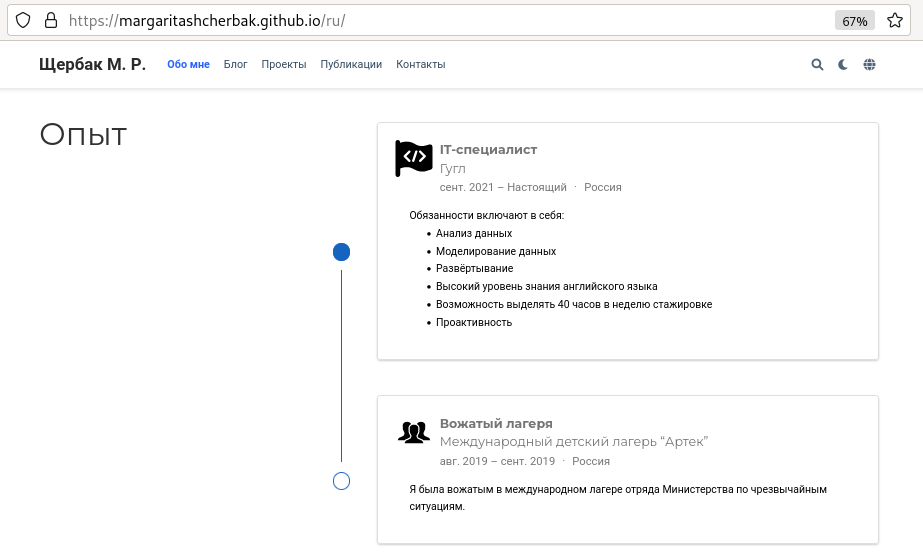 https://margaritashcherbak.github.io/ru/
67%
Щербак М. Р.
Обо мне Блог Проекты Публикации Контакты
Опыт
</>
IT-специалист
Гугл
сент. 2021 – Настоящий · Россия
Обязанности включают в себя:
• Анализ данных
• Моделирование данных
• Развёртывание
• Высокий уровень знания английского языка
• Возможность выделять 40 часов в неделю стажировке
• Проактивность
Вожатый лагеря
Международный детский лагерь “Артек”
авг. 2019 – сент. 2019 · Россия
Я была вожатым в международном лагере отряда Министерства по чрезвычайным
ситуациям.